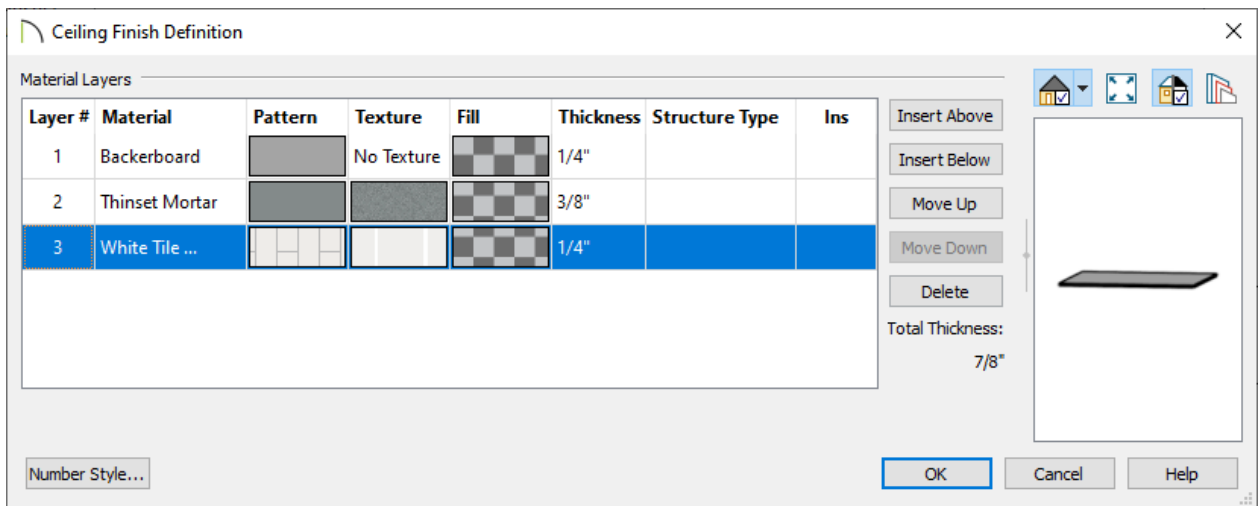 Ceiling Finish Definition
Material Layers
Layer # Material Pattern Texture Fill Thickness Structure Type Ins
1 Backerboard No Texture 1/4"
2 Thinset Mortar 3/8"
3 White Tile ... 1/4"
Insert Above
Insert Below
Move Up
Move Down
Delete
Total Thickness:
7/8"
Number Style...
OK
Cancel
Help